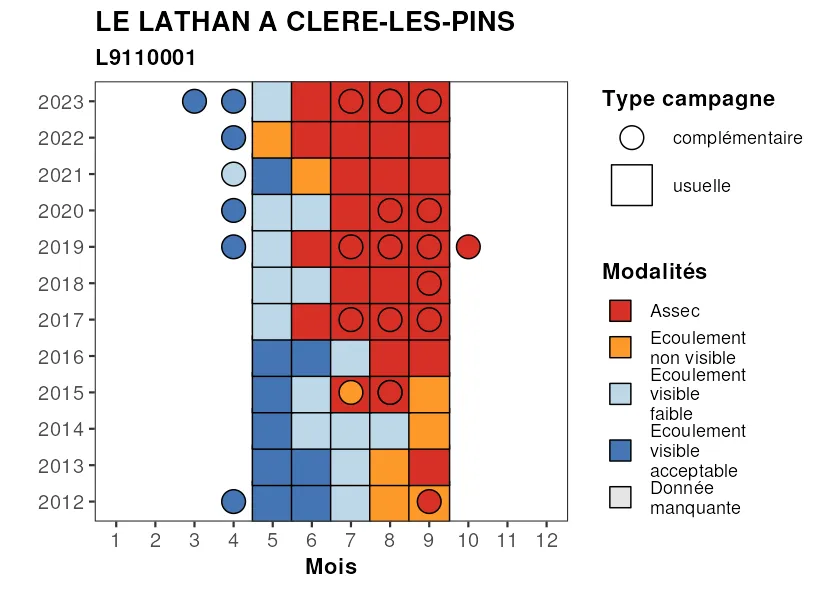 LE LATHAN A CLERE-LES-PINS
L9110001
2023
2022
2021
2020
2019
2018
2017
2016
2015
2014
2013
2012
1 2 3 4 5 6 7 8 9 10 11 12
Mois
Type campagne
complémentaire
usuelle
Modalités
Assec
Ecoulement
non visible
Ecoulement
visible
faible
Ecoulement
visible
acceptable
Donnée
manquante